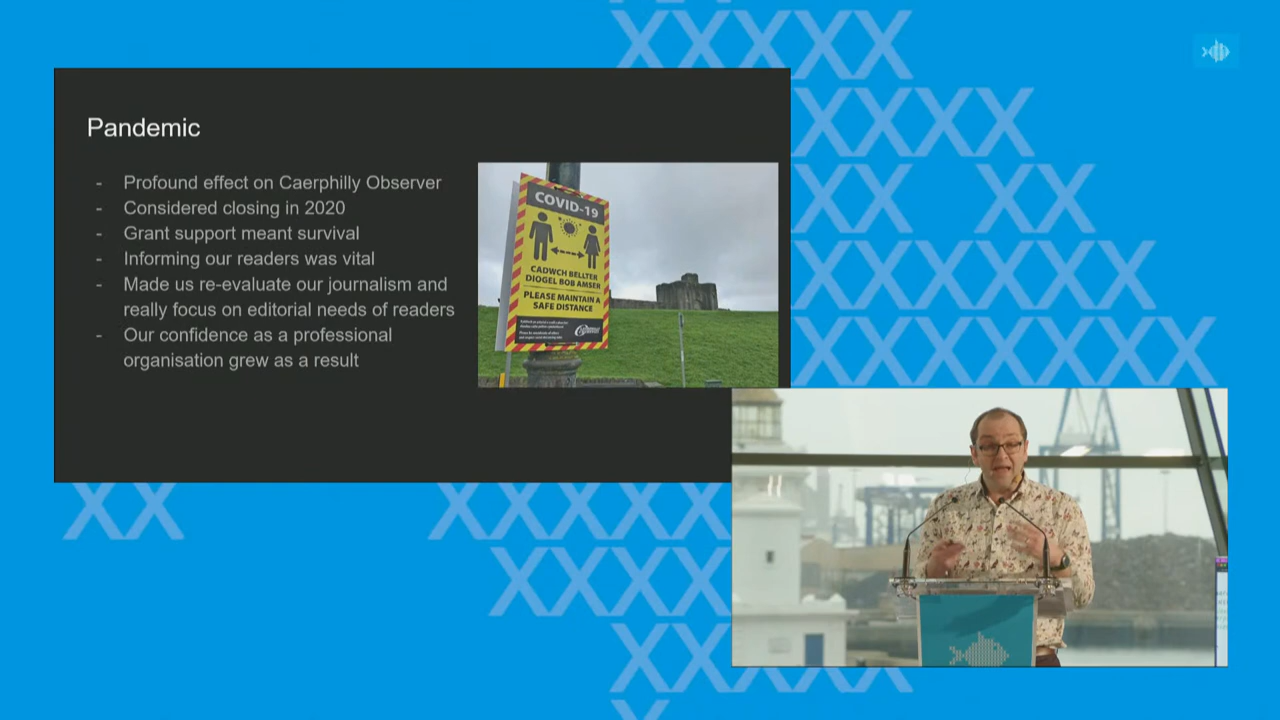 Pandemic
- Profound effect on Caerphilly Observer
- Considered closing in 2020
- Grant support meant survival
- Informing our readers was vital
- Made us re-evaluate our journalism and
really focus on editorial needs of readers
- Our confidence as a professional
organisation grew as a result
COVID-19
CADWCH BELLTER
DIOGEL BOB AMSER
PLEASE MAINTAIN A
SAFE DISTANCE